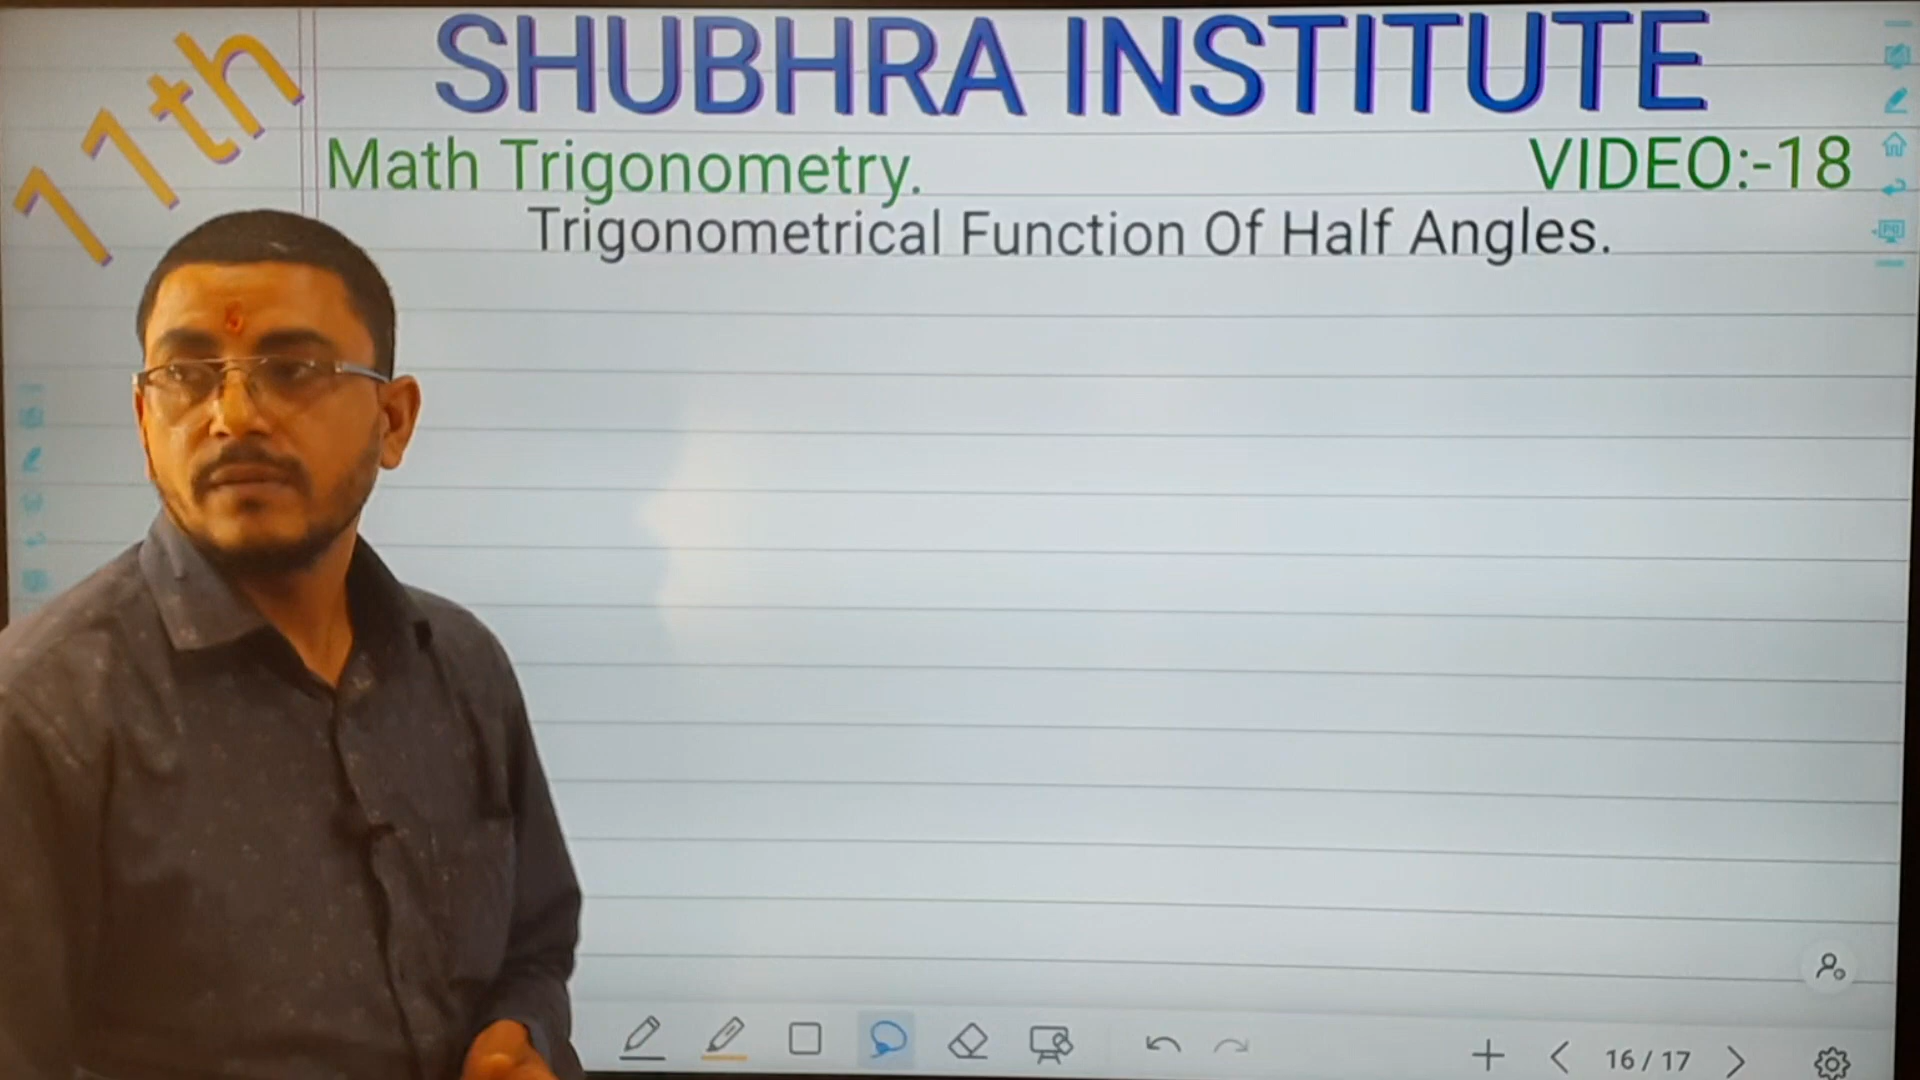 11th
SHUBHRA INSTITUTE
Math Trigonometry. VIDEO:-18
Trigonometrical Function Of Half Angles.
16 / 17